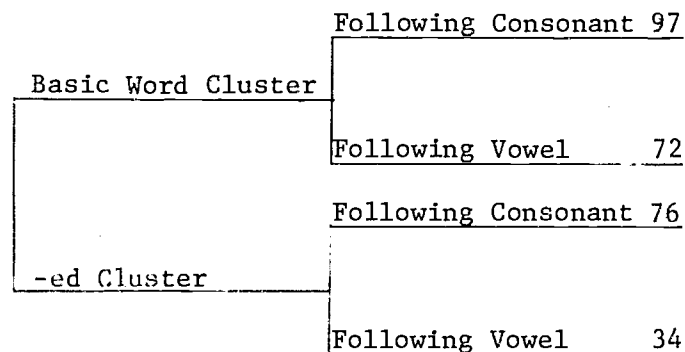 Following Consonant 97
Basic Word Cluster
Following Vowel 72
Following Consonant 76
-ed Cluster
Following Vowel 34